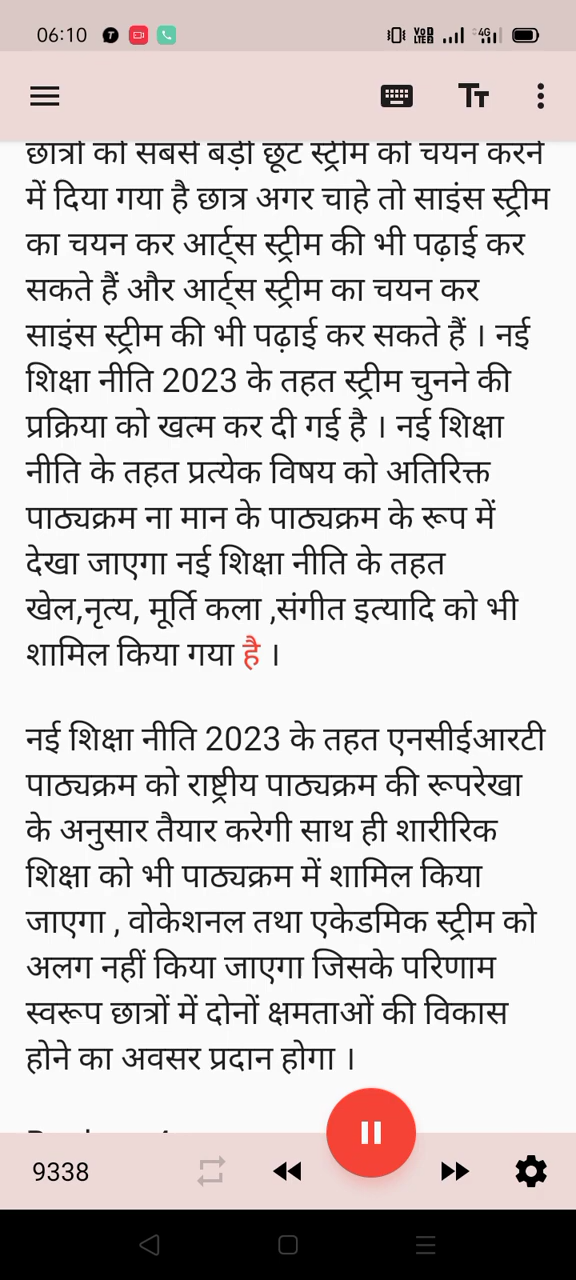 06:10
VoD LTE2 4G
छात्रों को सबसे बड़ी छूट स्ट्रीम को चयन करने
में दिया गया है छात्र अगर चाहे तो साइंस स्ट्रीम
का चयन कर आर्ट्स स्ट्रीम की भी पढ़ाई कर
सकते हैं और आर्ट्स स्ट्रीम का चयन कर
साइंस स्ट्रीम की भी पढ़ाई कर सकते हैं । नई
शिक्षा नीति 2023 के तहत स्ट्रीम चुनने की
प्रक्रिया को खत्म कर दी गई है । नई शिक्षा
नीति के तहत प्रत्येक विषय को अतिरिक्त
पाठ्यक्रम ना मान के पाठ्यक्रम के रूप में
देखा जाएगा नई शिक्षा नीति के तहत
खेल,नृत्य, मूर्ति कला ,संगीत इत्यादि को भी
शामिल किया गया है ।
नई शिक्षा नीति 2023 के तहत एनसीईआरटी
पाठ्यक्रम को राष्ट्रीय पाठ्यक्रम की रूपरेखा
के अनुसार तैयार करेगी साथ ही शारीरिक
शिक्षा को भी पाठ्यक्रम में शामिल किया
जाएगा , वोकेशनल तथा एकेडमिक स्ट्रीम को
अलग नहीं किया जाएगा जिसके परिणाम
स्वरूप छात्रों में दोनों क्षमताओं की विकास
होने का अवसर प्रदान होगा ।
9338